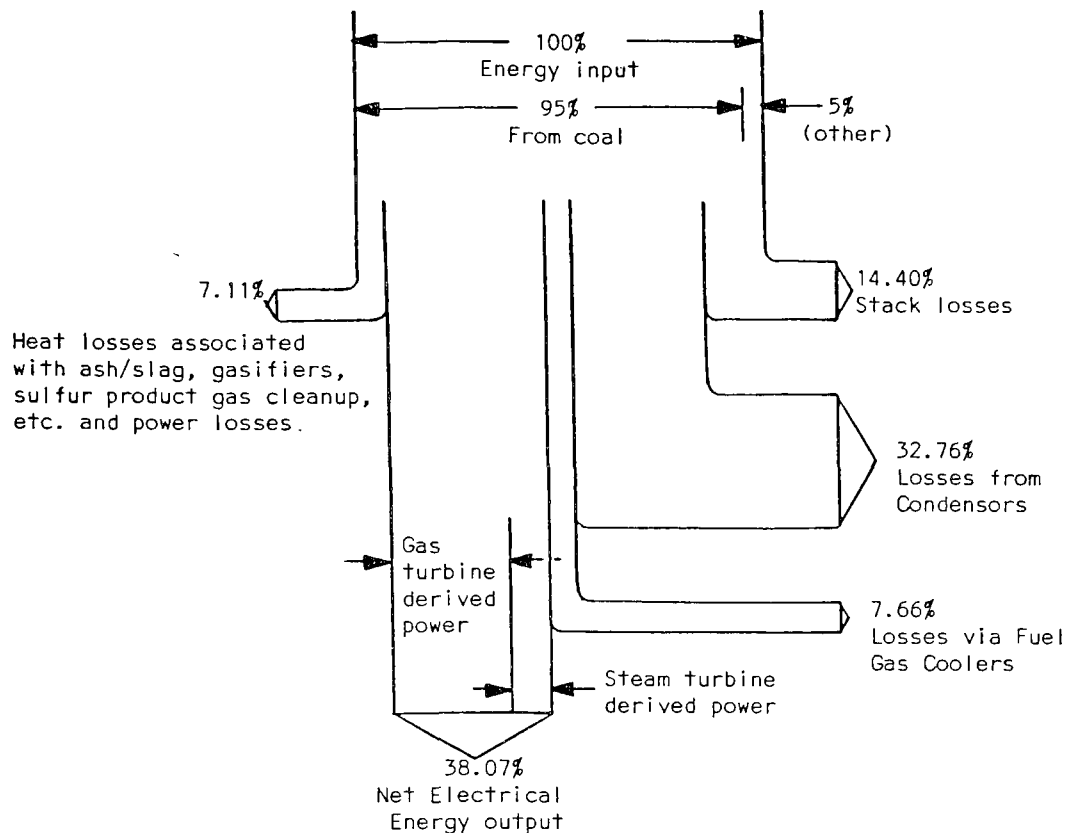 100%
Energy input
95%
From coal
5%
(other)
7.11%
Heat losses associated
with ash/slag, gasifiers,
sulfur product gas cleanup,
etc. and power losses.
14.40%
Stack losses
32.76%
Losses from
Condensors
Gas
turbine
derived
power
7.66%
Losses via Fuel
Gas Coolers
Steam turbine
derived power
38.07%
Net Electrical
Energy output